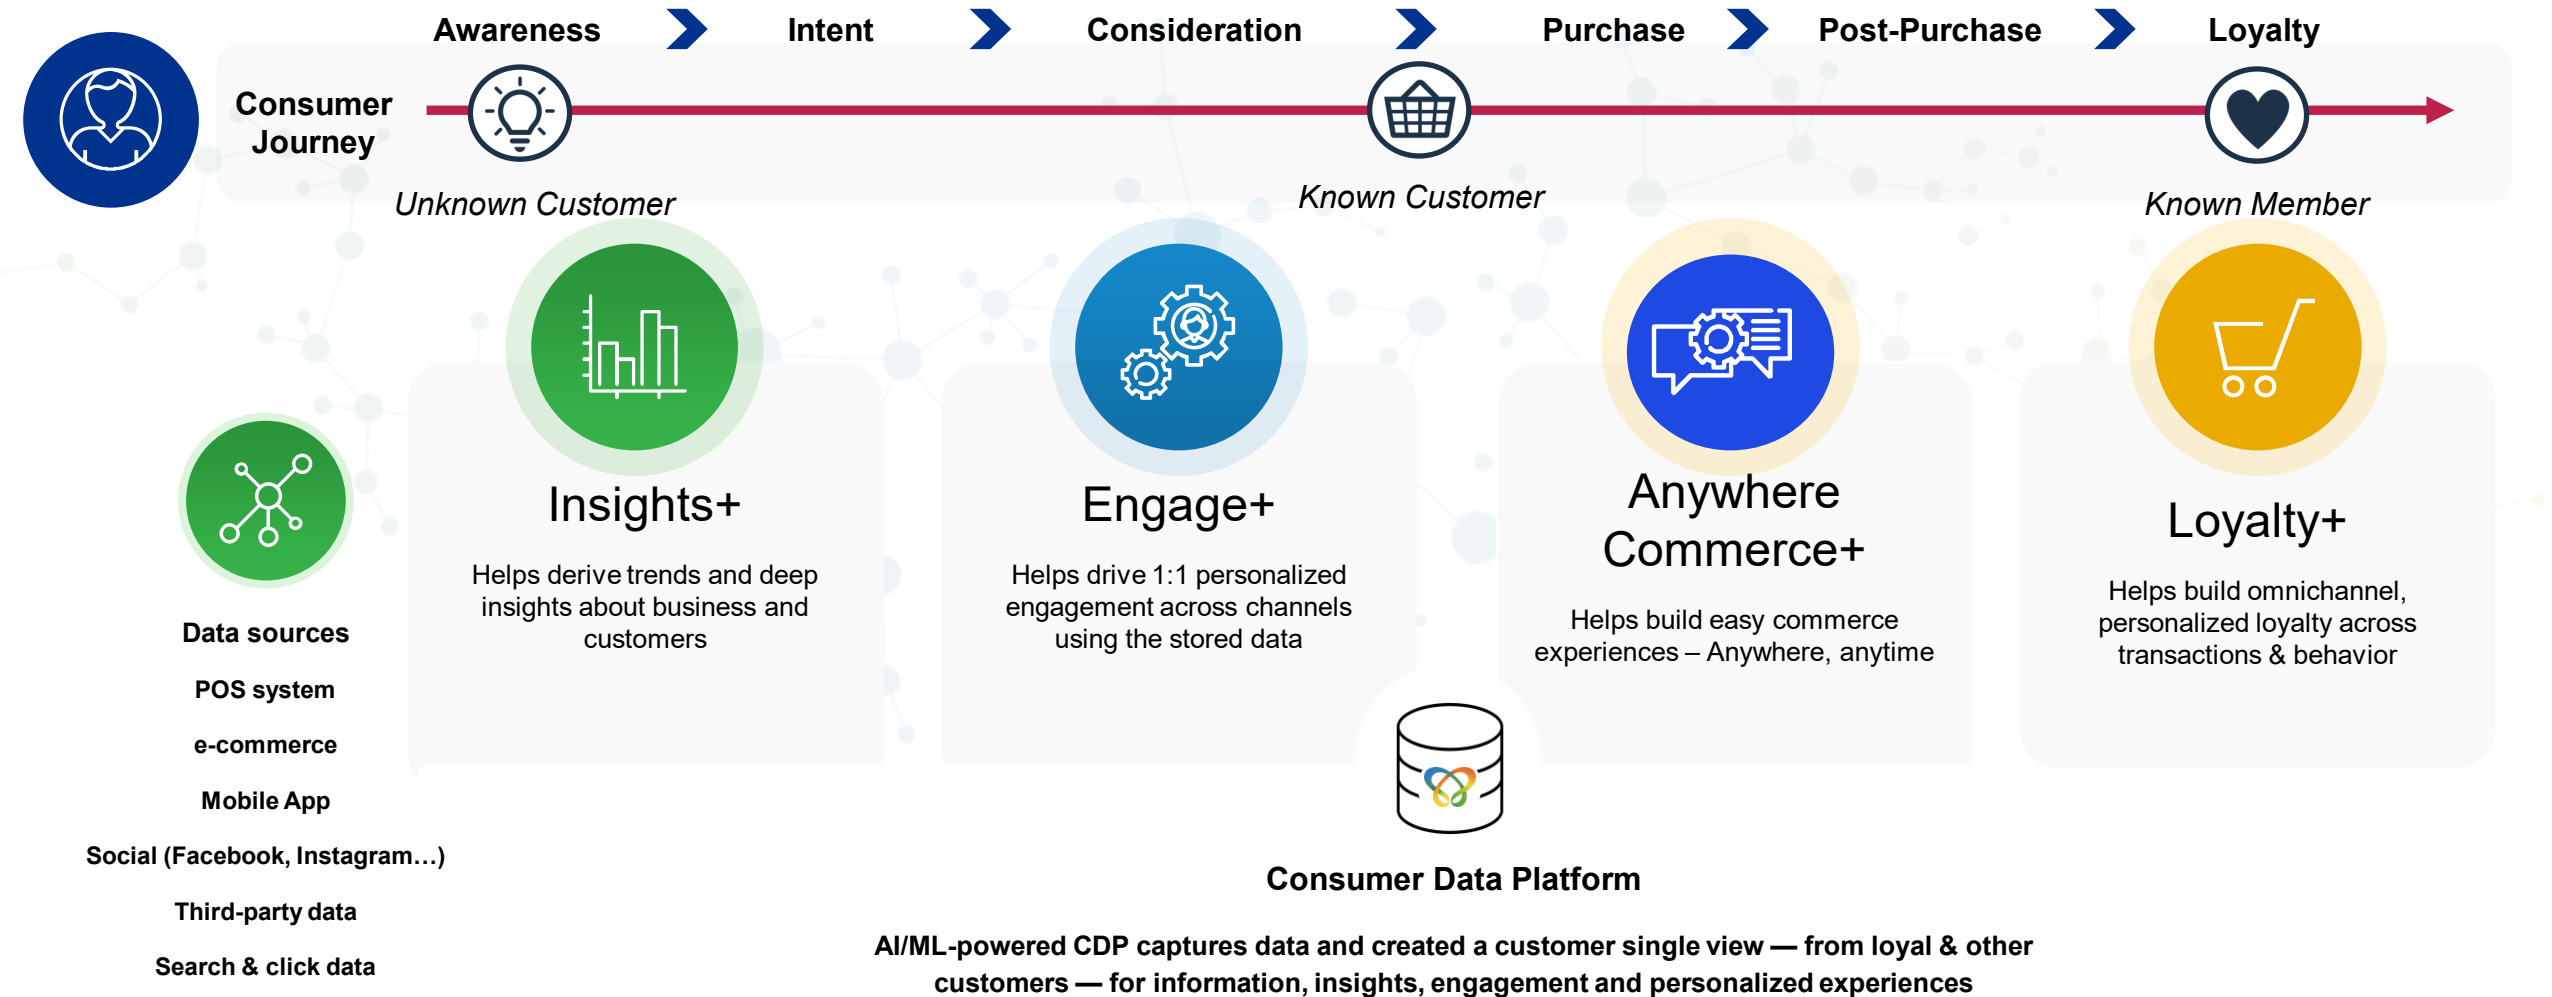 Awareness
Intent
Consideration
Purchase
Post-Purchase
Loyalty
Consumer
Journey
Unknown Customer
Known Customer
Known Member
Insights+
Helps derive trends and deep
insights about business and
customers
Engage+
Helps drive 1:1 personalized
engagement across channels
using the stored data
Anywhere
Commerce+
Helps build easy commerce
experiences – Anywhere, anytime
Loyalty+
Helps build omnichannel,
personalized loyalty across
transactions & behavior
Data sources
POS system
e-commerce
Mobile App
Social (Facebook, Instagram…)
Third-party data
Search & click data
Consumer Data Platform
AI/ML-powered CDP captures data and created a customer single view — from loyal & other
customers — for information, insights, engagement and personalized experiences